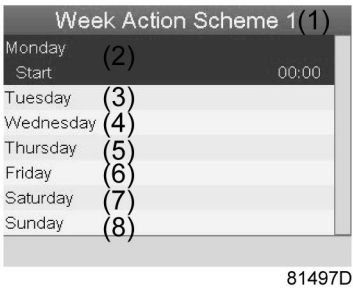 Week Action Scheme 1(1)
Monday (2)
Start 00:00
Tuesday (3)
Wednesday (4)
Thursday (5)
Friday (6)
Saturday (7)
Sunday (8)
81497D